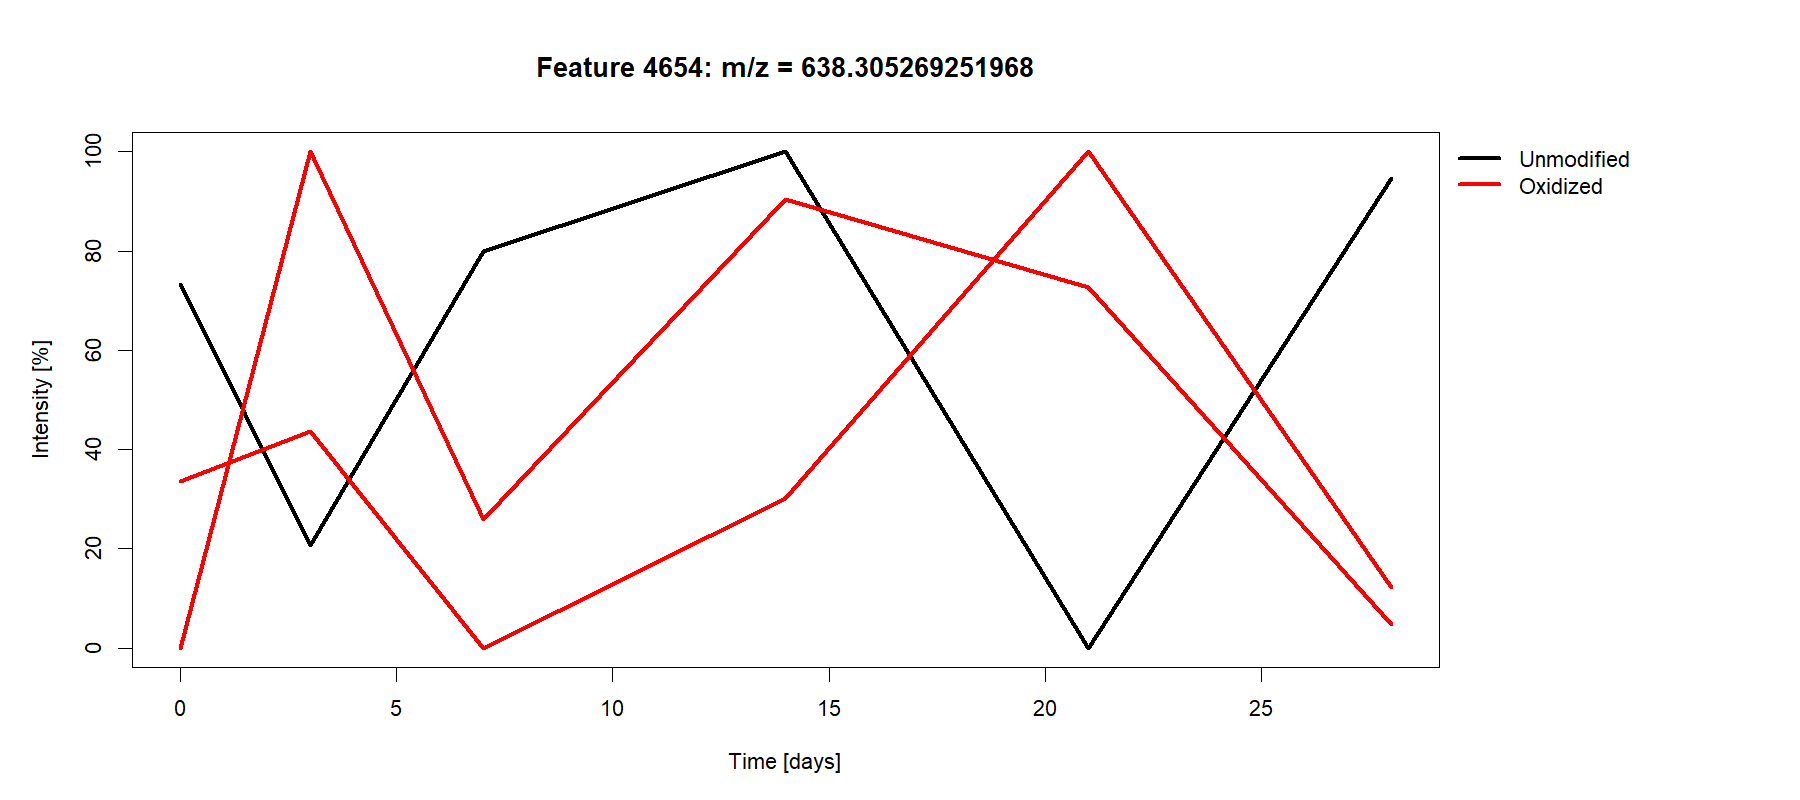 Feature 4654: m/z = 638.305269251968
Unmodified
Oxidized
100
80
60
40
20
0
Intensity [%]
0 5 10 15 20 25
Time [days]